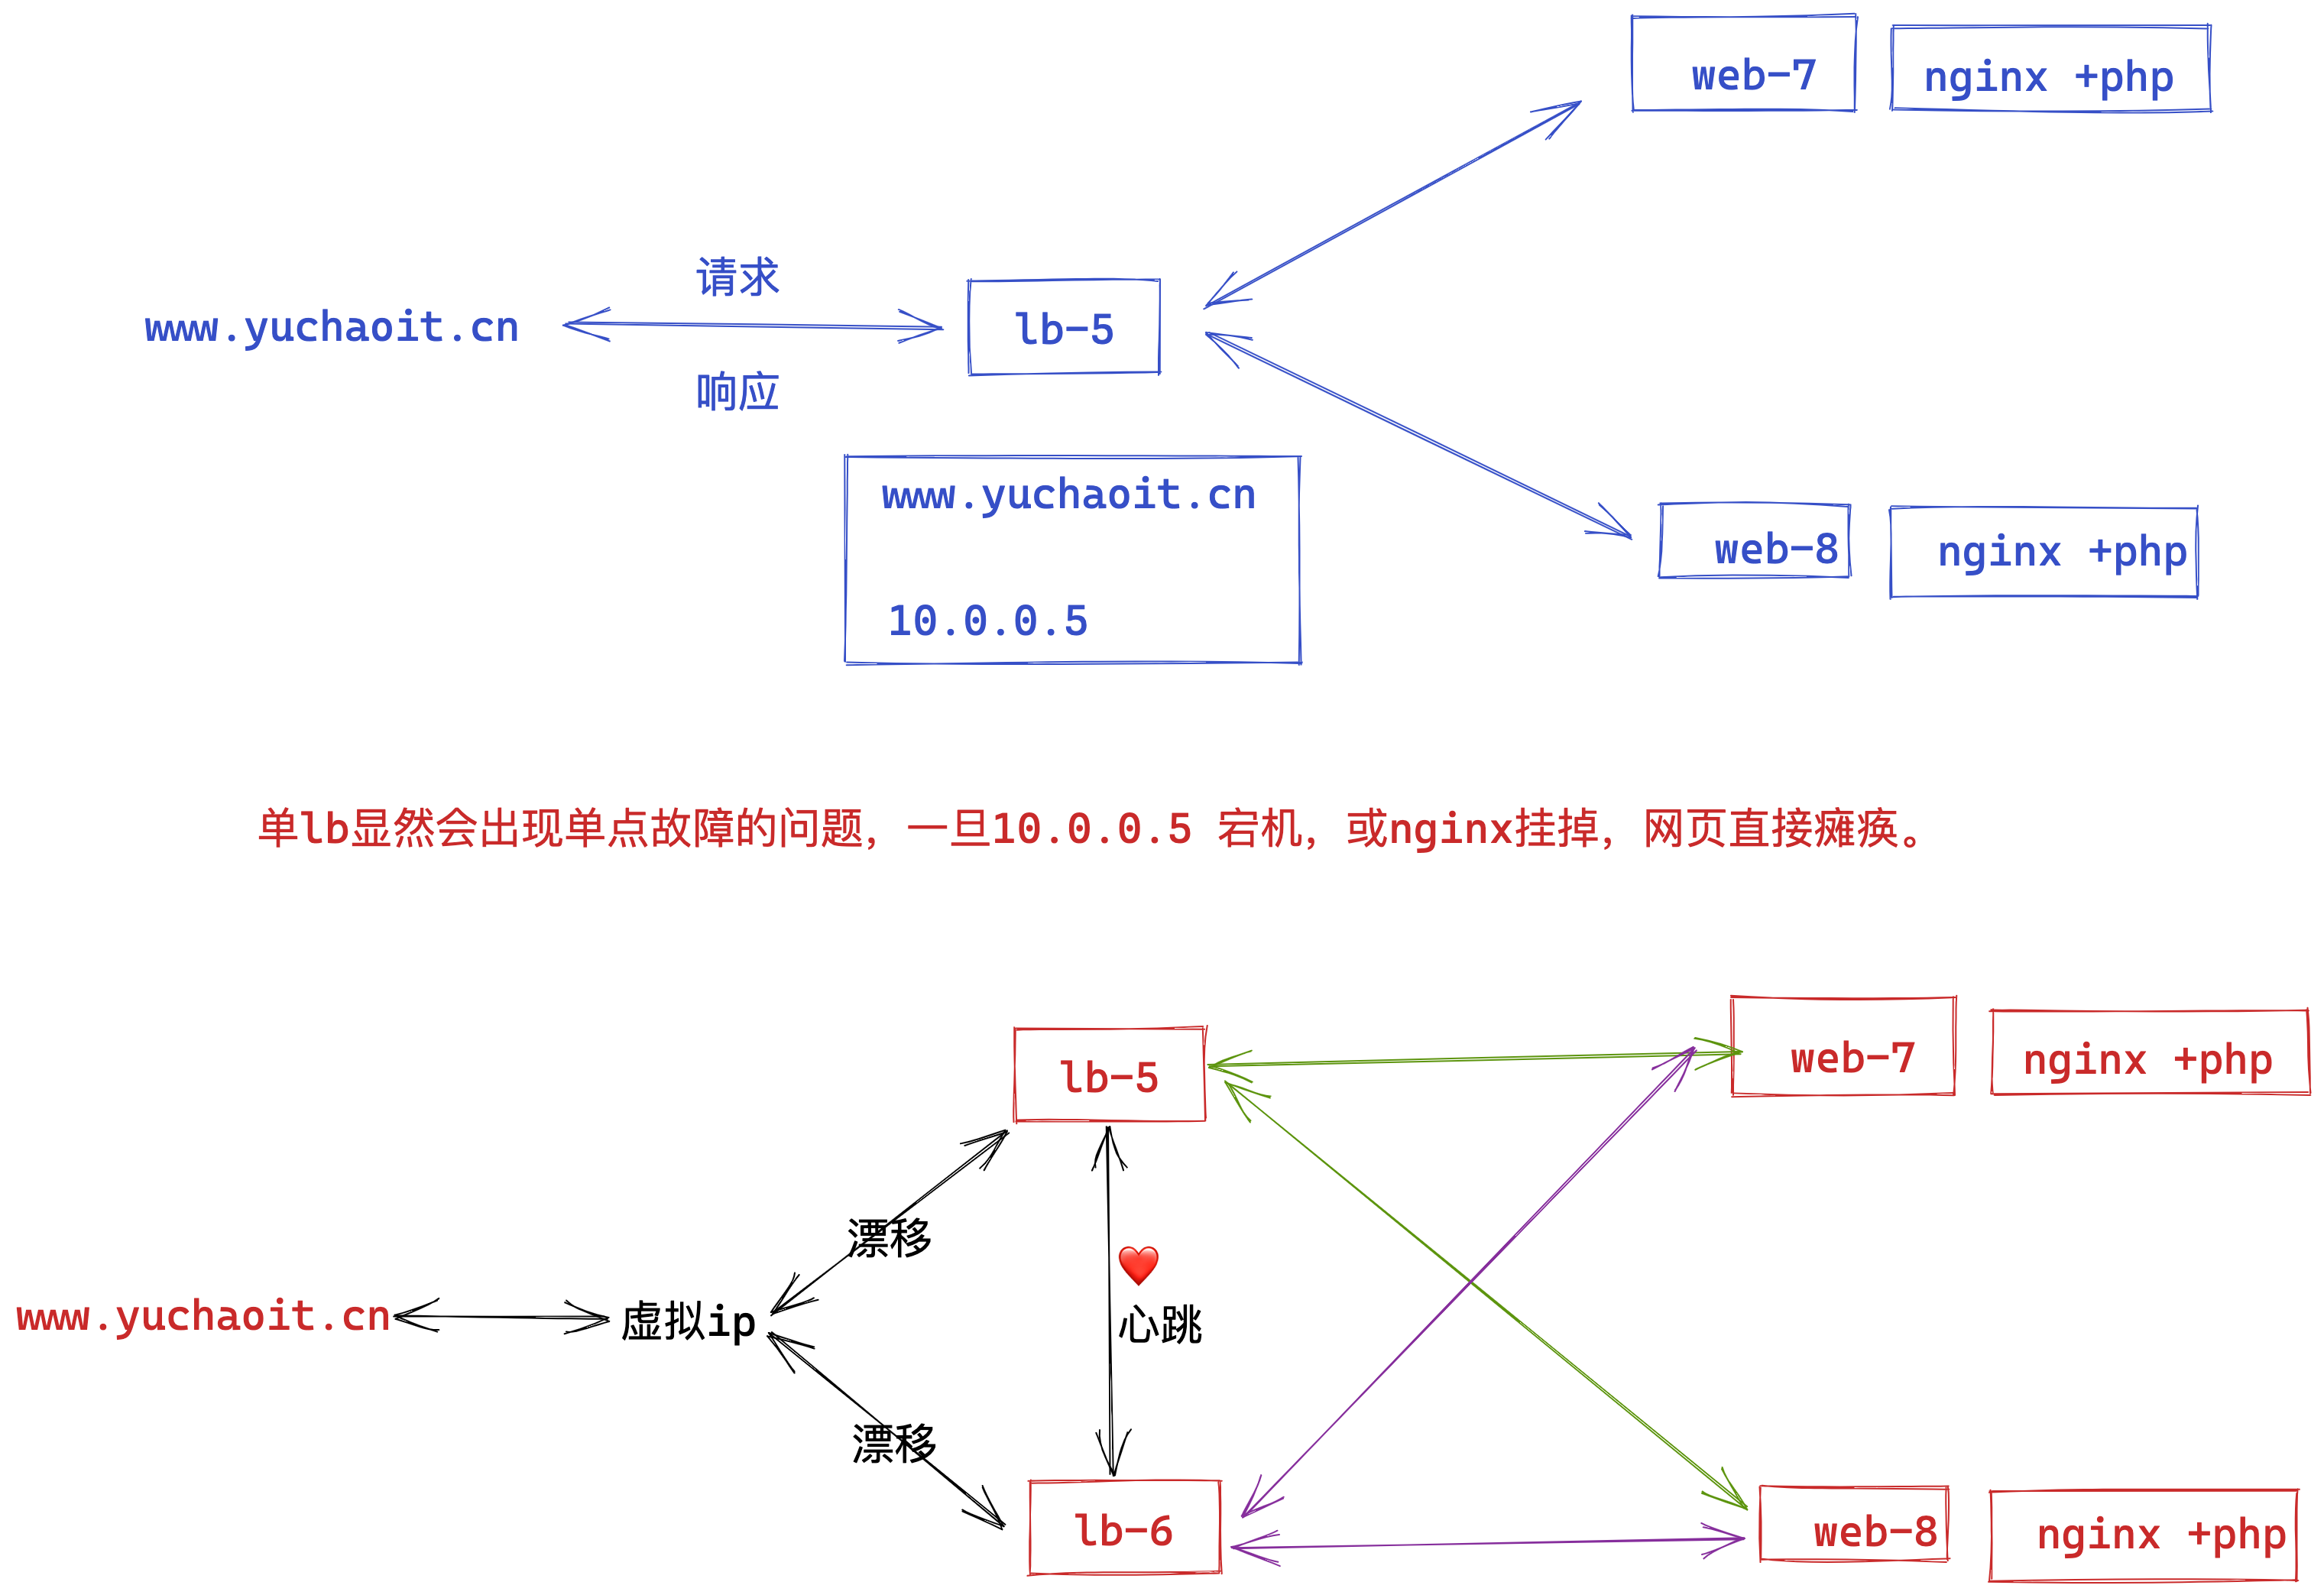 web-7
nginx +php
请求
www.yuchaoit.cn
lb-5
响应
www.yuchaoit.cn
10.0.0.5
web-8
nginx +php
单lb显然会出现单点故障的问题，一旦10.0.0.5 宕机，或nginx挂掉，网页直接瘫痪。
lb-5
web-7
nginx +php
漂移
心跳
www.yuchaoit.cn
虚拟ip
漂移
lb-6
web-8
nginx +php